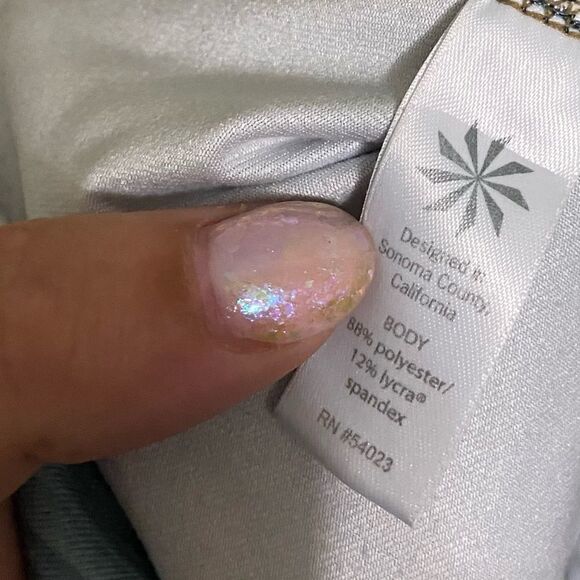 Designed in
Sonoma County,
California
BODY
88% polyester/
12% lycra®
spandex
RN #54023